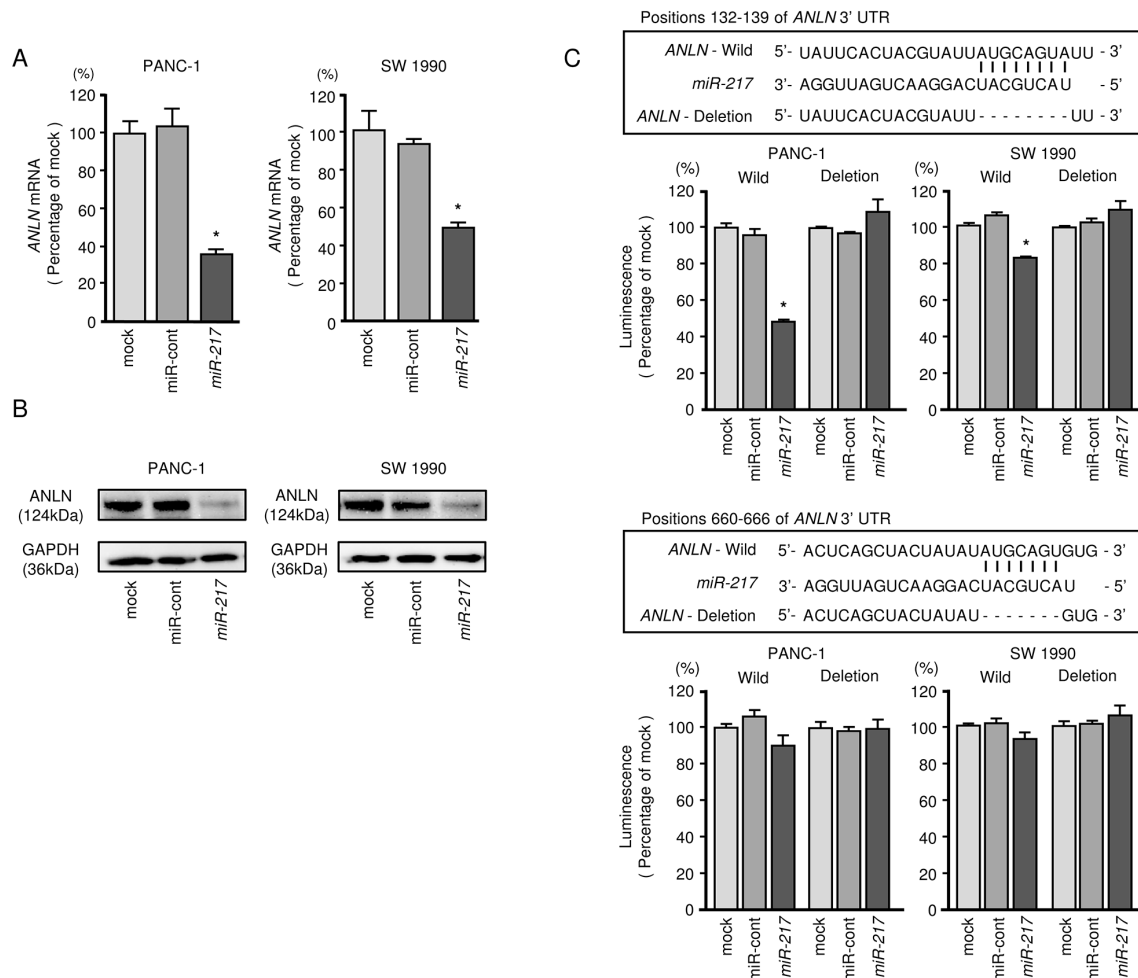 A
PANC-1
SW 1990
(%)
(%)
120
100
80
60
40
20
0
ANLN mRNA
( Percentage of mock )
*
mock
miR-cont
miR-217
120
100
80
60
40
20
0
ANLN mRNA
( Percentage of mock )
*
mock
miR-cont
miR-217
B
PANC-1
SW 1990
ANLN
(124kDa)
GAPDH
(36kDa)
mock
miR-cont
miR-217
ANLN
(124kDa)
GAPDH
(36kDa)
mock
miR-cont
miR-217
C
Positions 132-139 of ANLN 3’ UTR
ANLN - Wild 5’- UAUUCACUACGUAUUAUGCAGUAUU - 3’
miR-217 3’- AGGUUAGUCAAGGACUACGUCAU - 5’
ANLN - Deletion 5’- UAUUCACUACGUAUU - - - - - - - - UU - 3’
PANC-1
SW 1990
(%)
Wild
Deletion
(%)
Wild
Deletion
120
100
80
60
40
20
0
Luminescence
( Percentage of mock )
*
mock
miR-cont
miR-217
mock
miR-cont
miR-217
120
100
80
60
40
20
0
*
mock
miR-cont
miR-217
mock
miR-cont
miR-217
Positions 660-666 of ANLN 3’ UTR
ANLN - Wild 5’- ACUCAGCUACUAUAUAUGCAGUGUG - 3’
miR-217 3’- AGGUUAGUCAAGGACUACGUCAU - 5’
ANLN - Deletion 5’- ACUCAGCUACUAUAU - - - - - - - GUG - 3’
PANC-1
SW 1990
(%)
Wild
Deletion
(%)
Wild
Deletion
120
100
80
60
40
20
0
Luminescence
( Percentage of mock )
mock
miR-cont
miR-217
mock
miR-cont
miR-217
120
100
80
60
40
20
0
mock
miR-cont
miR-217
mock
miR-cont
miR-217